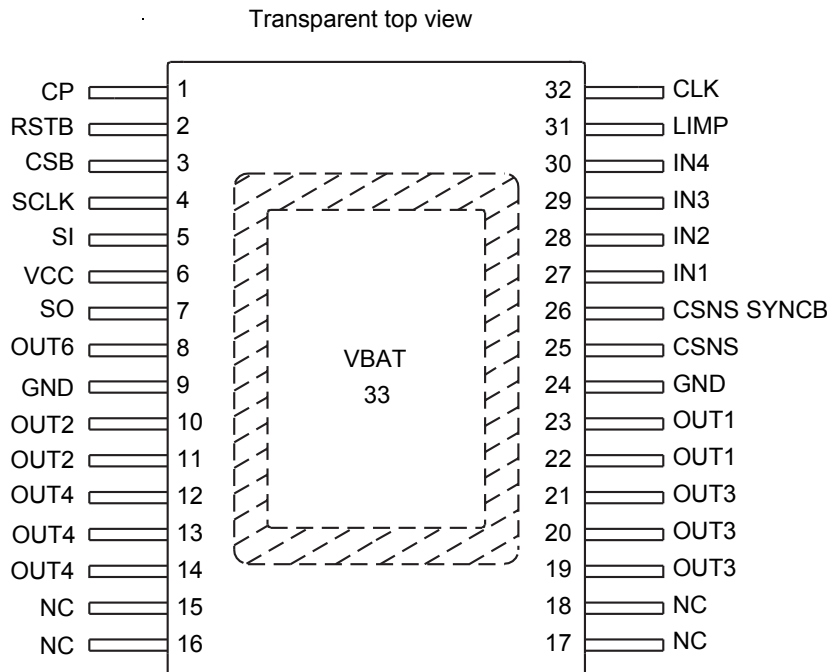 Transparent top view
CP 1 32 CLK
RSTB 2 31 LIMP
CSB 3 30 IN4
SCLK 4 29 IN3
SI 5 28 IN2
VCC 6 27 IN1
SO 7 26 CSNS SYNCB
OUT6 8 25 CSNS
GND 9 24 GND
OUT2 10 23 OUT1
OUT2 11 22 OUT1
OUT4 12 21 OUT3
OUT4 13 20 OUT3
OUT4 14 19 OUT3
NC 15 18 NC
NC 16 17 NC
VBAT
33